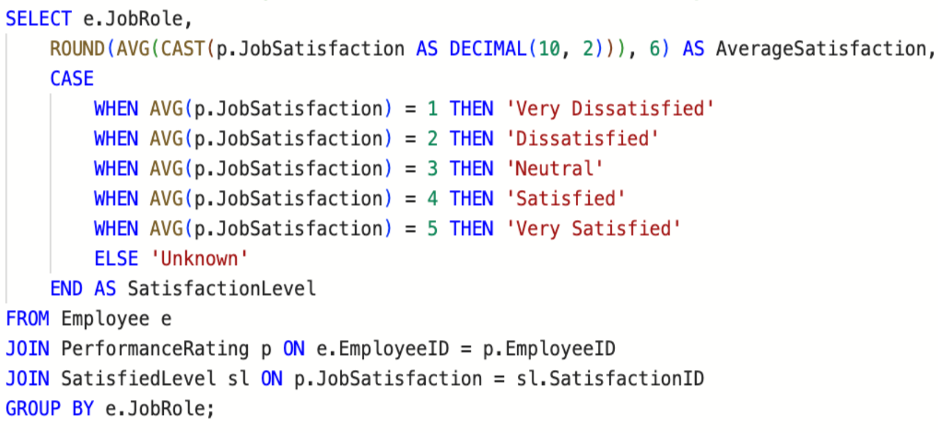 SELECT e.JobRole,
ROUND(AVG(CAST(p.JobSatisfaction AS DECIMAL(10, 2))), 6) AS AverageSatisfaction,
CASE
WHEN AVG(p.JobSatisfaction) = 1 THEN 'Very Dissatisfied'
WHEN AVG(p.JobSatisfaction) = 2 THEN 'Dissatisfied'
WHEN AVG(p.JobSatisfaction) = 3 THEN 'Neutral'
WHEN AVG(p.JobSatisfaction) = 4 THEN 'Satisfied'
WHEN AVG(p.JobSatisfaction) = 5 THEN 'Very Satisfied'
ELSE 'Unknown'
END AS SatisfactionLevel
FROM Employee e
JOIN PerformanceRating p ON e.EmployeeID = p.EmployeeID
JOIN SatisfiedLevel sl ON p.JobSatisfaction = sl.SatisfactionID
GROUP BY e.JobRole;